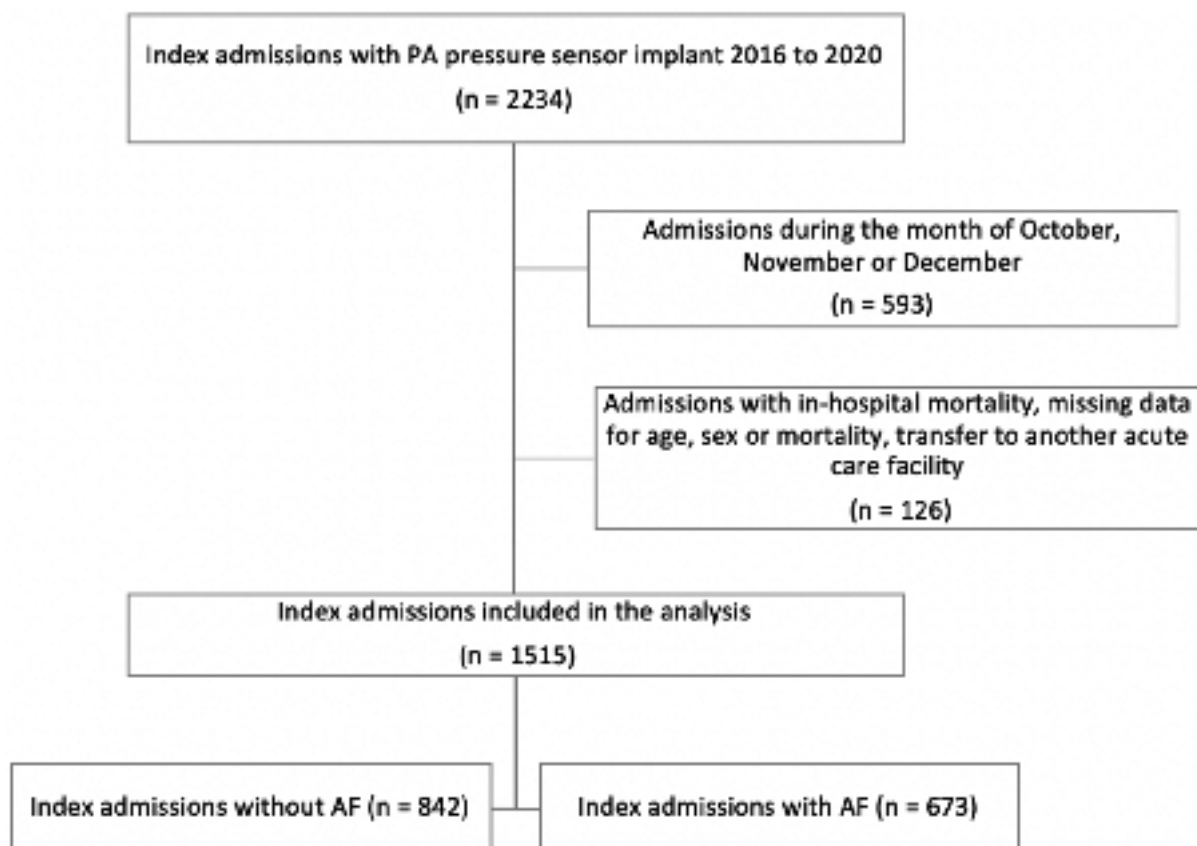 Index admissions with PA pressure sensor implant 2016 to 2020
(n = 2234)
Admissions during the month of October,
November or December
(n = 593)
Admissions with in-hospital mortality, missing data
for age, sex or mortality, transfer to another acute
care facility
(n = 126)
Index admissions included in the analysis
(n = 1515)
Index admissions without AF (n = 842)
Index admissions with AF (n = 673)